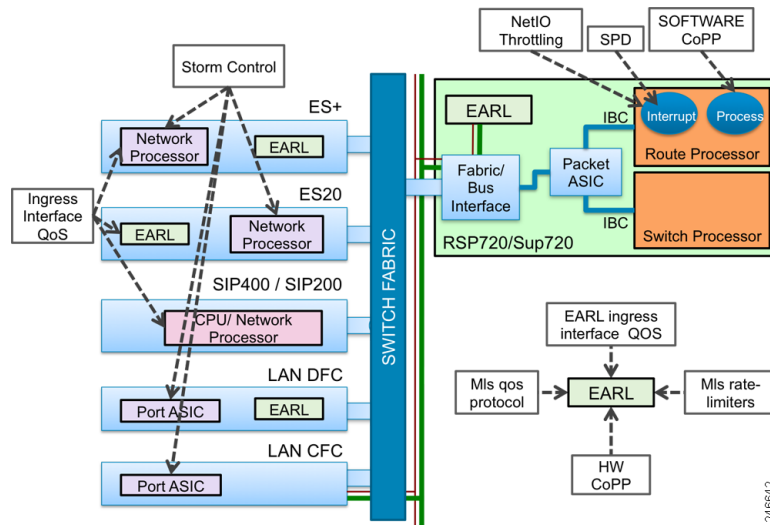 NetIO
Throttling
SPD
SOFTWARE
CoPP
Storm Control
ES+
Network
Processor
EARL
Ingress
Interface
QoS
ES20
EARL
Network
Processor
SIP400 / SIP200
CPU/ Network
Processor
LAN DFC
Port ASIC
EARL
LAN CFC
Port ASIC
SWITCH FABRIC
EARL
Fabric/
Bus
Interface
Packet
ASIC
IBC
Interrupt
Process
Route Processor
IBC
Switch Processor
RSP720/Sup720
EARL ingress
interface QOS
Mls qos
protocol
EARL
Mls rate-
limiters
HW
CoPP